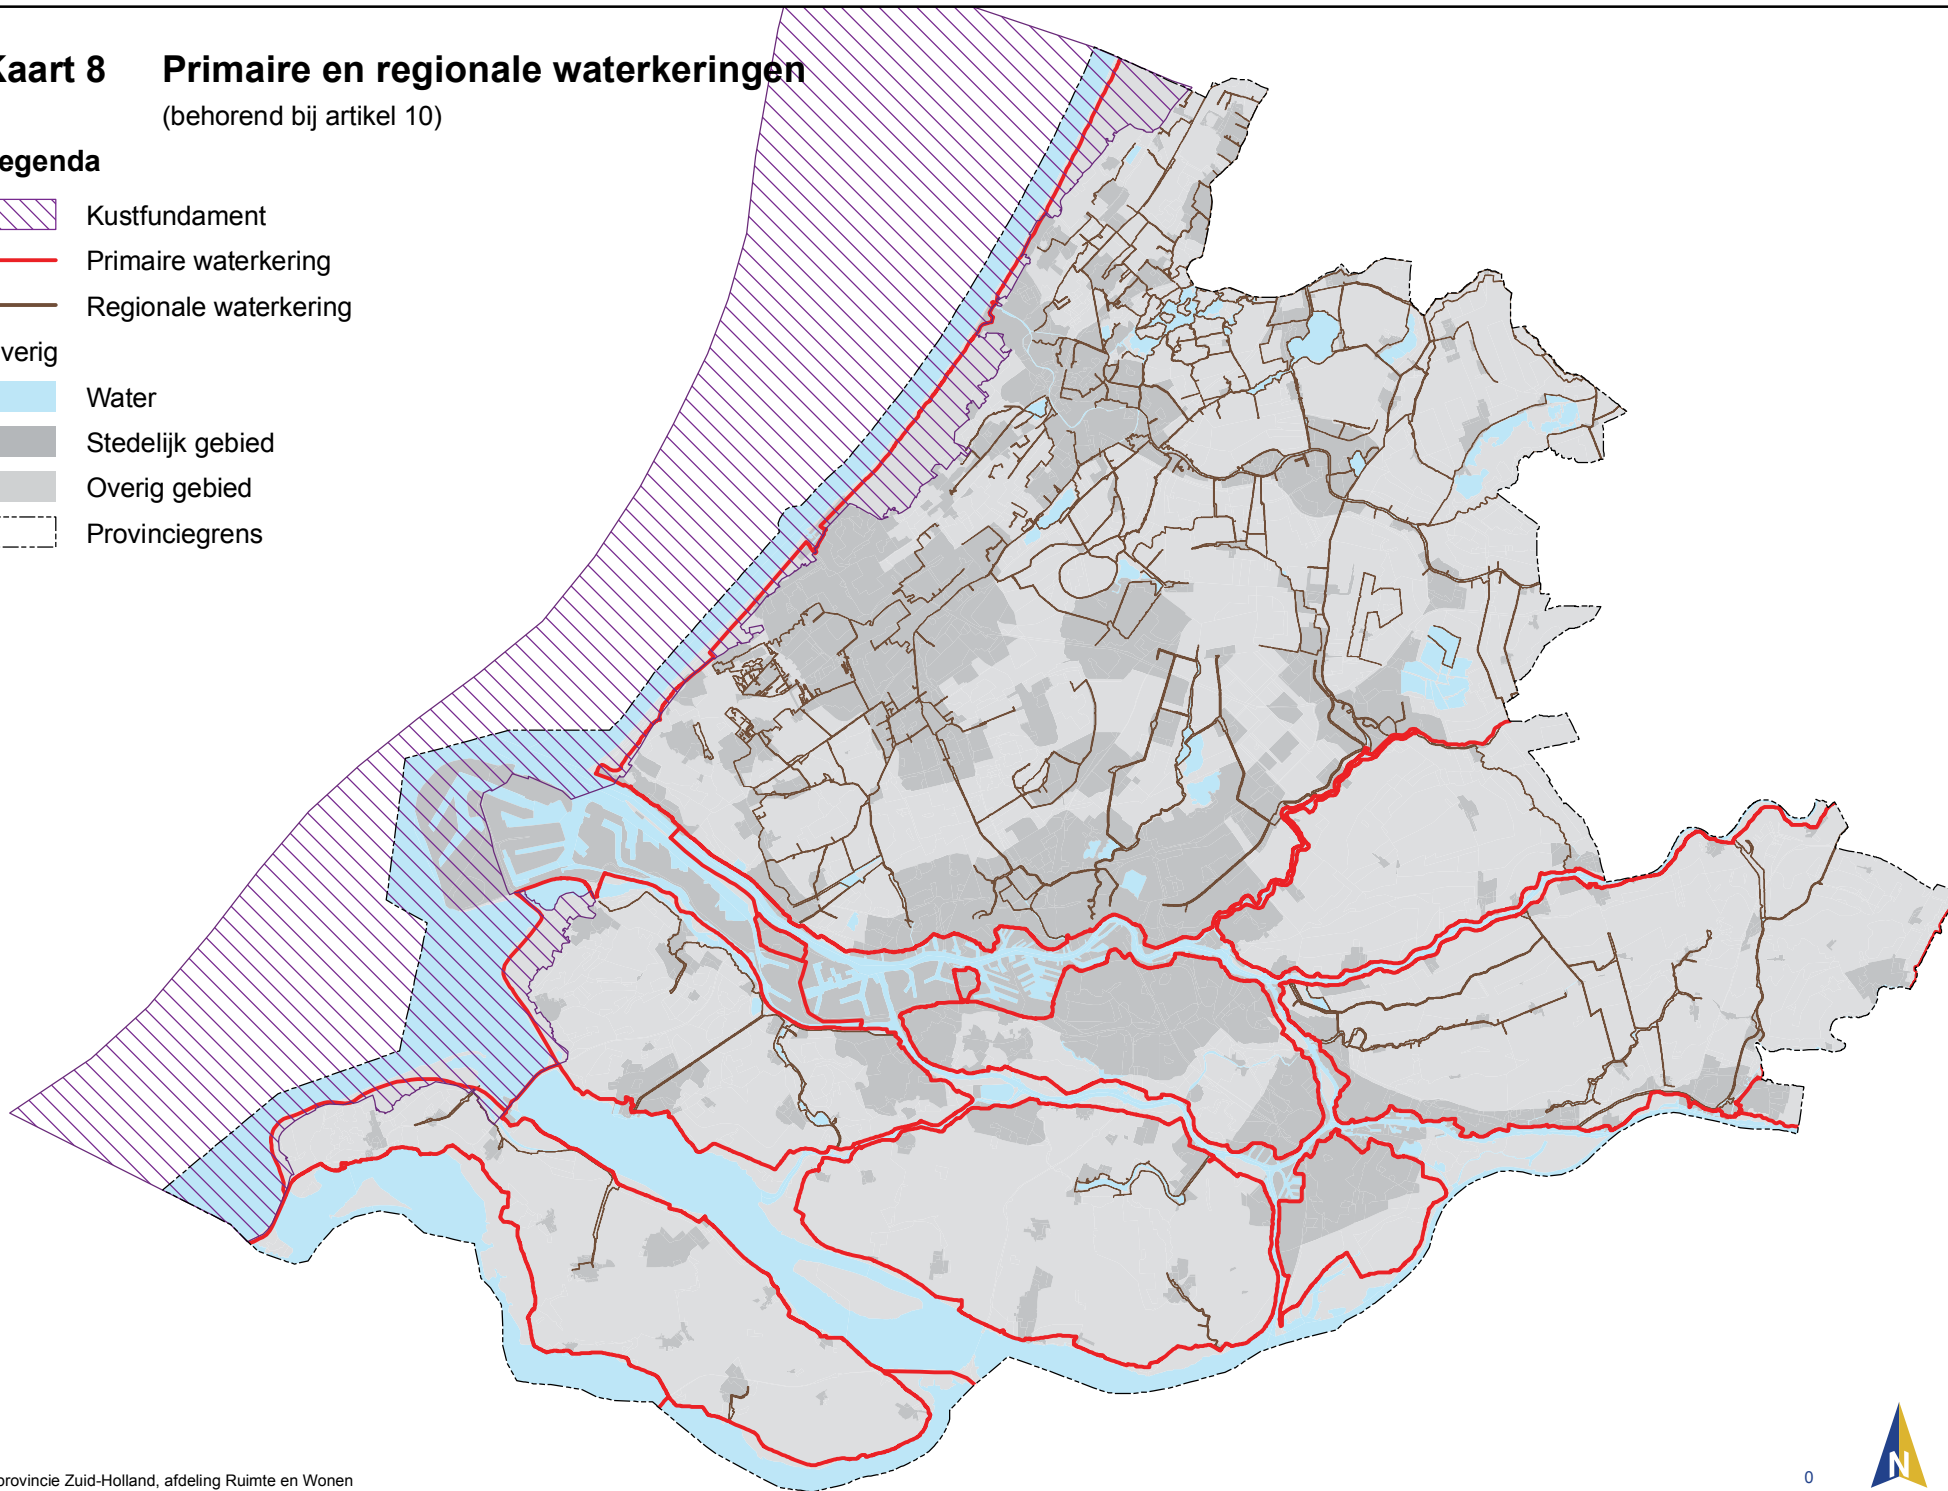 Kaart 8 Primaire en regionale waterkeringen
(behorend bij artikel 10)
egenda
Kustfundament
Primaire waterkering
Regionale waterkering
verig
Water
Stedelijk gebied
Overig gebied
Provinciegrens
provincie Zuid-Holland, afdeling Ruimte en Wonen
0
N